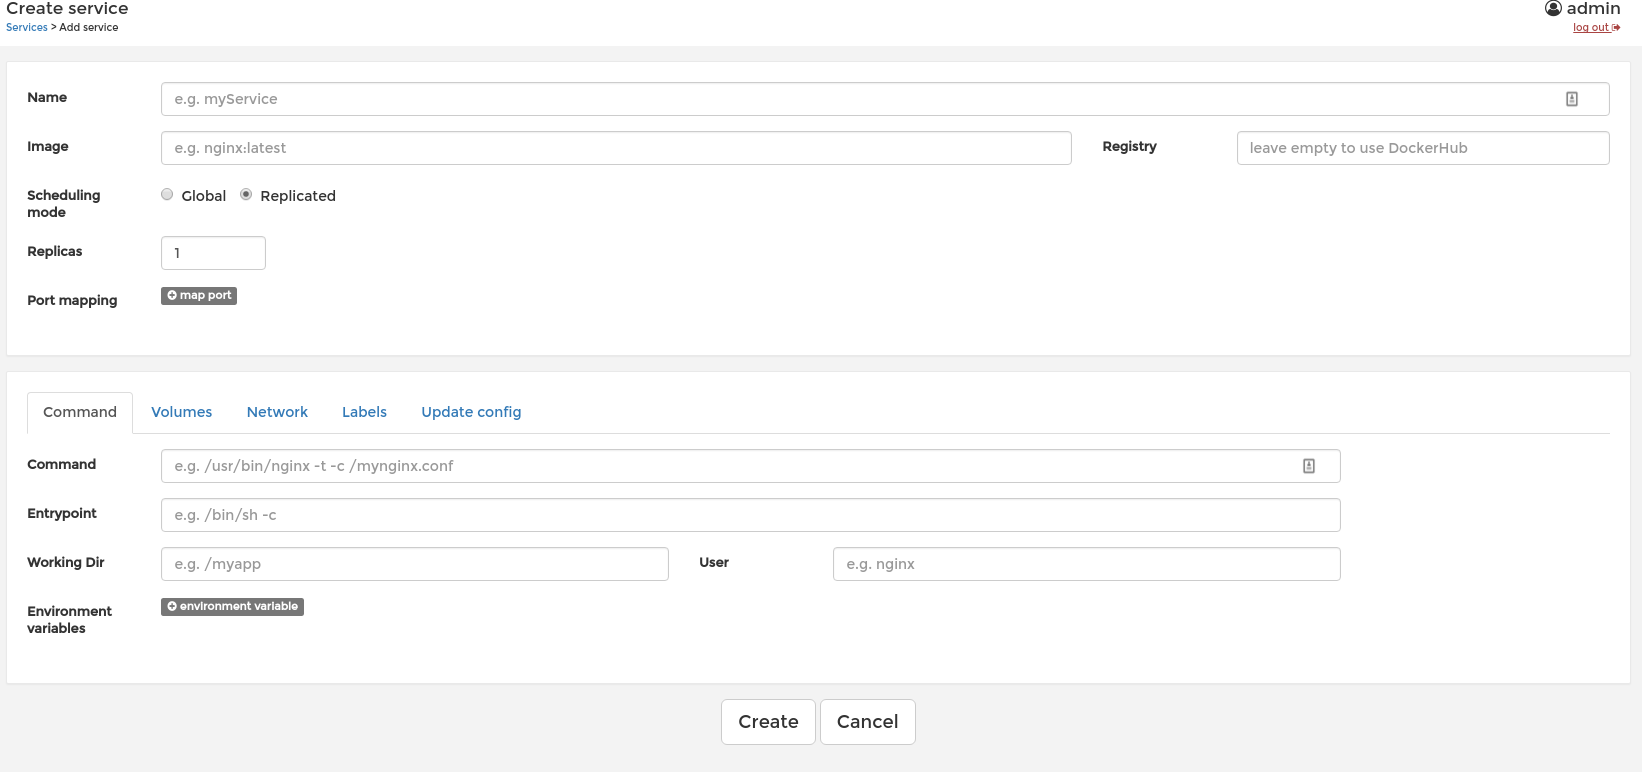 Create service
admin
Services > Add service
log out
Name
e.g. myService
Image
e.g. nginx:latest
Registry
leave empty to use DockerHub
Scheduling
mode
Global
Replicated
Replicas
1
Port mapping
map port
Command
Volumes
Network
Labels
Update config
Command
e.g. /usr/bin/nginx -t -c /mynginx.conf
Entrypoint
e.g. /bin/sh -c
Working Dir
e.g. /myapp
User
e.g. nginx
Environment
variables
environment variable
Create
Cancel